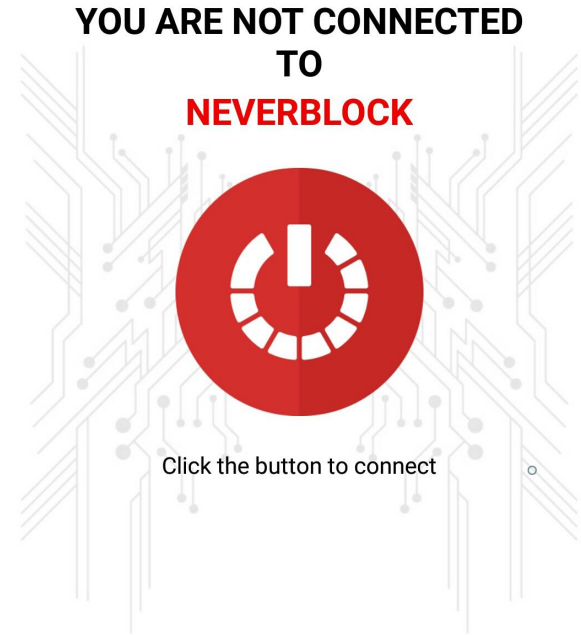 YOU ARE NOT CONNECTED
TO
NEVERBLOCK
Click the button to connect